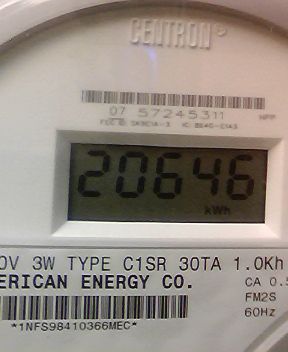 CENTRON®
07 57245311
NPP
20646
kWh
0V 3W TYPE C1SR 30TA 1.0Kh
ERICAN ENERGY CO.
CA 0.5
FM2S
60Hz
*1NFS98410366MEC*